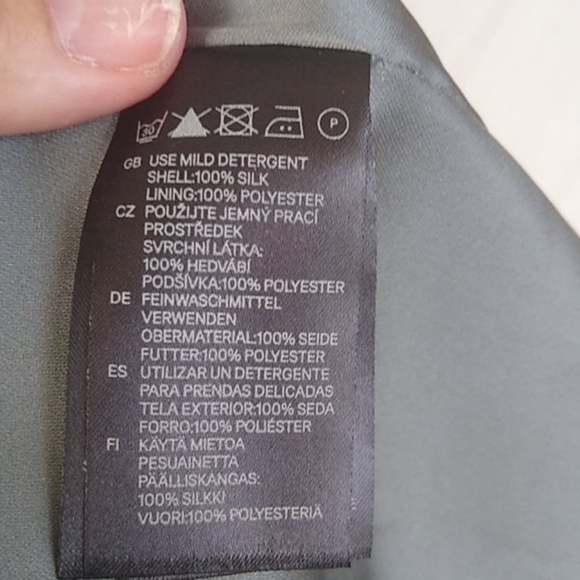 30 P
GB USE MILD DETERGENT
SHELL:100% SILK
LINING:100% POLYESTER
CZ POUŽIJTE JEMNÝ PRACÍ
PROSTŘEDEK
SVRCHNÍ LÁTKA:
100% HEDVÁBÍ
PODŠÍVKA:100% POLYESTER
DE FEINWASCHMITTEL
VERWENDEN
OBERMATERIAL:100% SEIDE
FUTTER:100% POLYESTER
ES UTILIZAR UN DETERGENTE
PARA PRENDAS DELICADAS
TELA EXTERIOR:100% SEDA
FORRO:100% POLIÉSTER
FI KÄYTÄ MIETOA
PESUAINETTA
PÄÄLLISKANGAS:
100% SILKKI
VUORI:100% POLYESTERIÄ